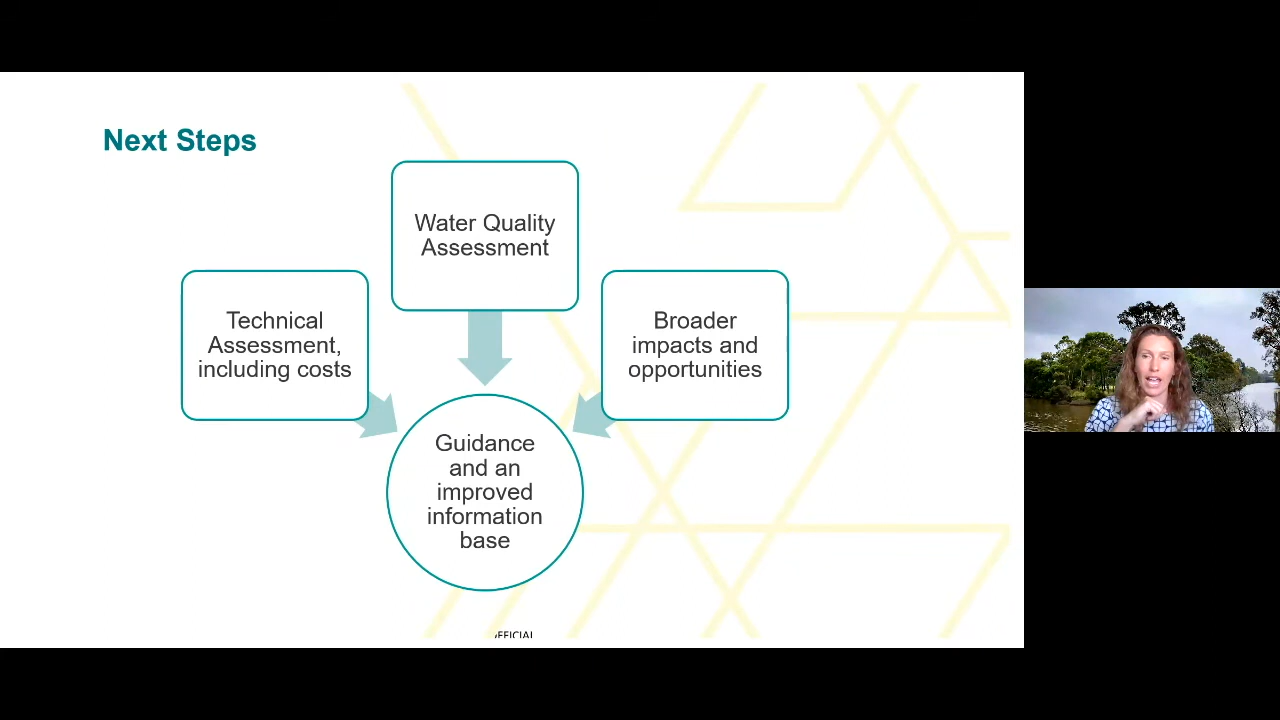 Next Steps
Water Quality
Assessment
Technical
Assessment,
including costs
Broader
impacts and
opportunities
Guidance
and an
improved
information
base